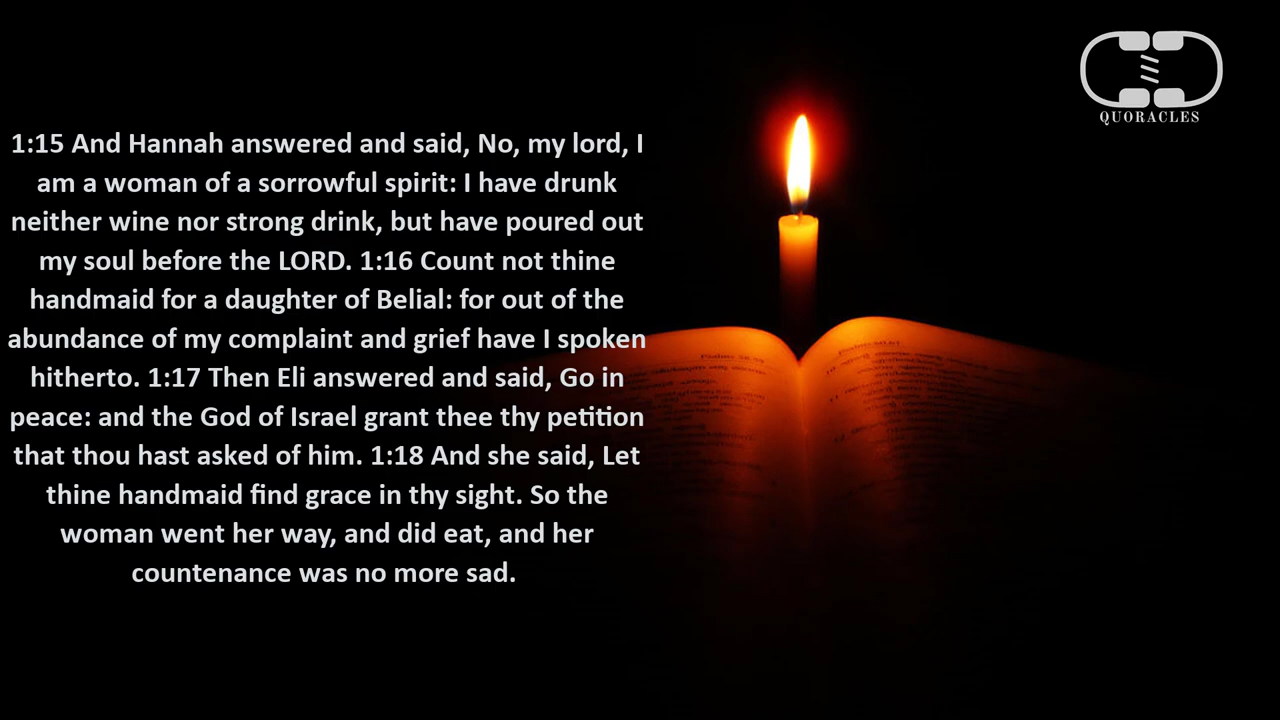 QUORACLES
1:15 And Hannah answered and said, No, my lord, I
am a woman of a sorrowful spirit: I have drunk
neither wine nor strong drink, but have poured out
my soul before the LORD. 1:16 Count not thine
handmaid for a daughter of Belial: for out of the
abundance of my complaint and grief have I spoken
hitherto. 1:17 Then Eli answered and said, Go in
peace: and the God of Israel grant thee thy petition
that thou hast asked of him. 1:18 And she said, Let
thine handmaid find grace in thy sight. So the
woman went her way, and did eat, and her
countenance was no more sad.